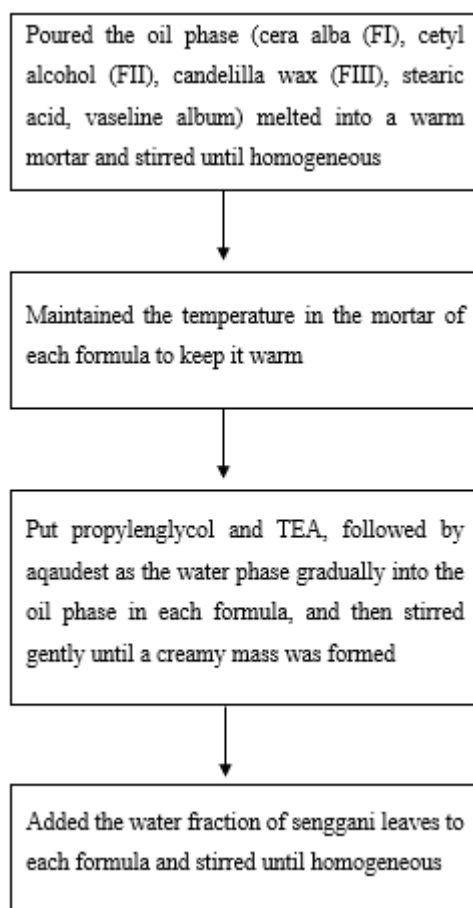 Poured the oil phase (cera alba (FI), cetyl
alcohol (FII), candelilla wax (FIII), stearic
acid, vaseline album) melted into a warm
mortar and stirred until homogeneous
Maintained the temperature in the mortar of
each formula to keep it warm
Put propylenglycol and TEA, followed by
aqaudest as the water phase gradually into the
oil phase in each formula, and then stirred
gently until a creamy mass was formed
Added the water fraction of senggani leaves to
each formula and stirred until homogeneous